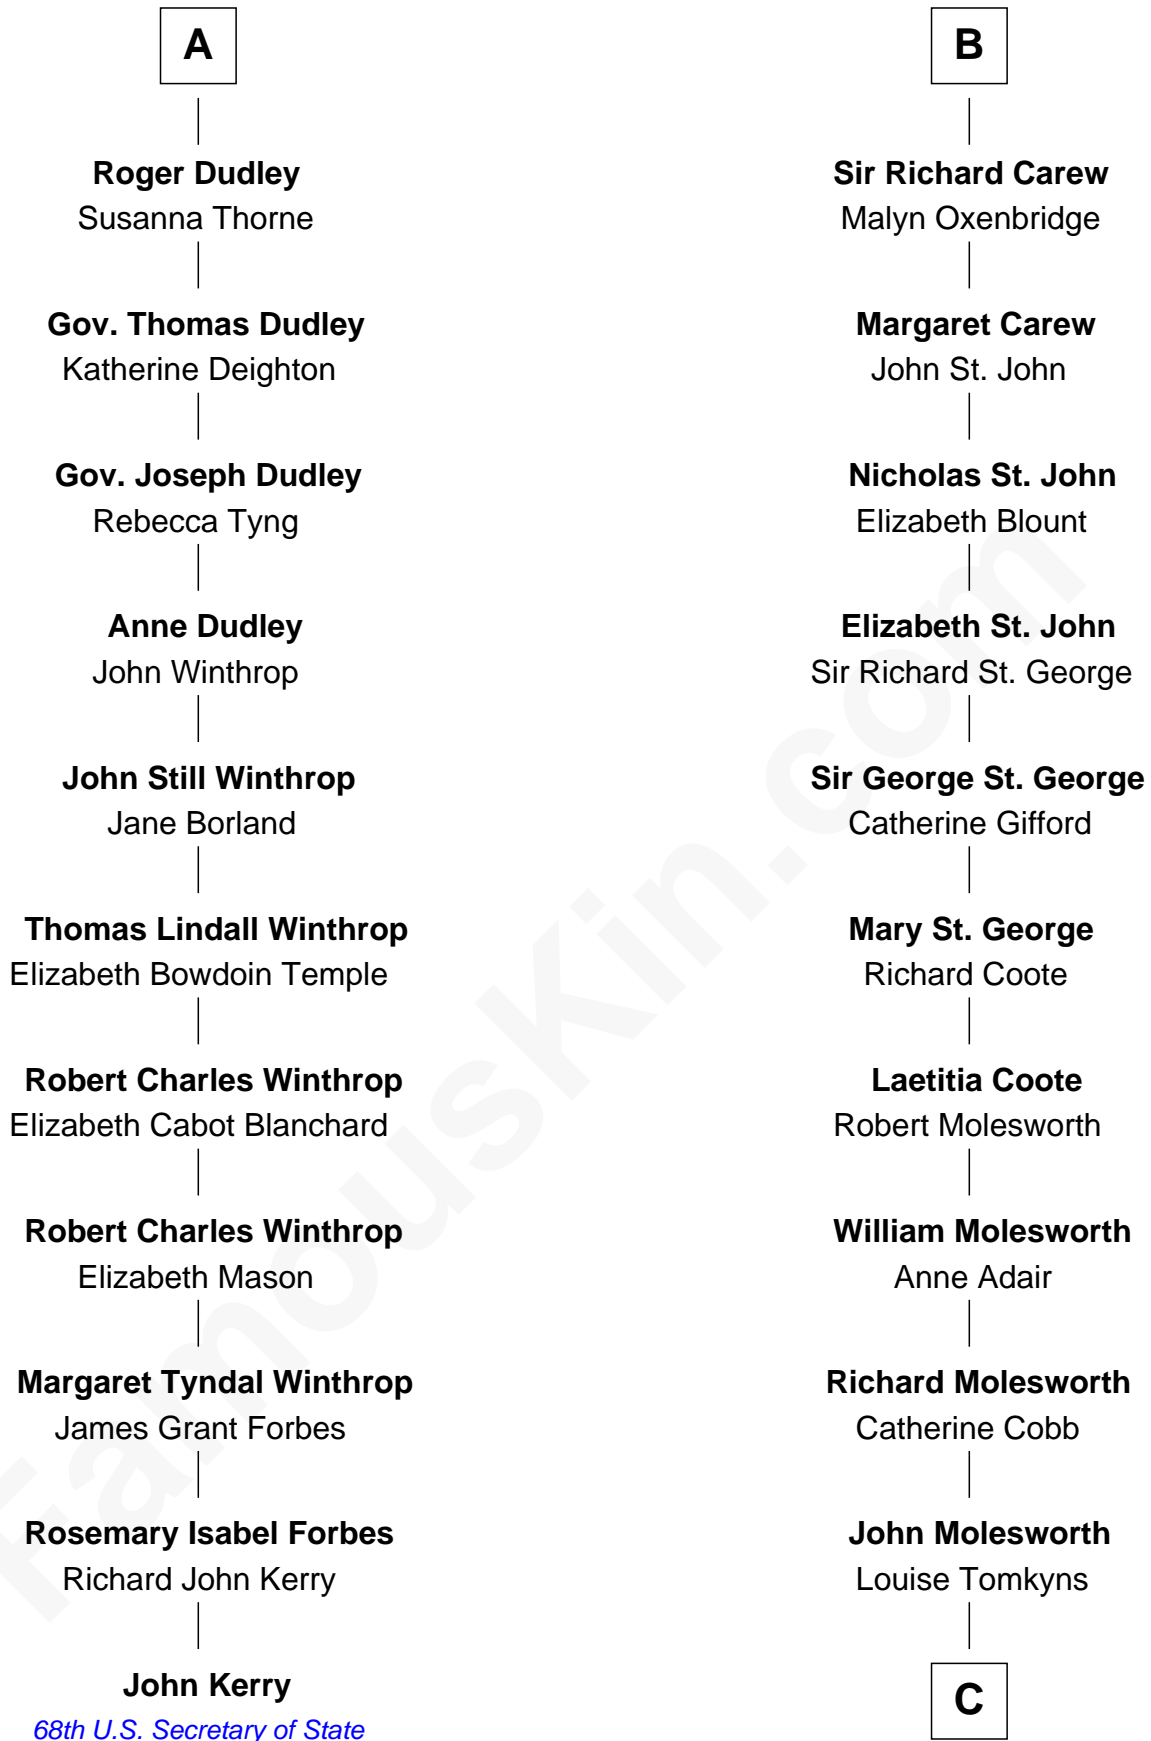 A
Roger Dudley
Susanna Thorne
Gov. Thomas Dudley
Katherine Deighton
Gov. Joseph Dudley
Rebecca Tyng
Anne Dudley
John Winthrop
John Still Winthrop
Jane Borland
Thomas Lindall Winthrop
Elizabeth Bowdoin Temple
Robert Charles Winthrop
Elizabeth Cabot Blanchard
Robert Charles Winthrop
Elizabeth Mason
Margaret Tyndal Winthrop
James Grant Forbes
Rosemary Isabel Forbes
Richard John Kerry
John Kerry
68th U.S. Secretary of State
B
Sir Richard Carew
Malyn Oxenbridge
Margaret Carew
John St. John
Nicholas St. John
Elizabeth Blount
Elizabeth St. John
Sir Richard St. George
Sir George St. George
Catherine Gifford
Mary St. George
Richard Coote
Laetitia Coote
Robert Molesworth
William Molesworth
Anne Adair
Richard Molesworth
Catherine Cobb
John Molesworth
Louise Tomkyns
C
FamousKin.com